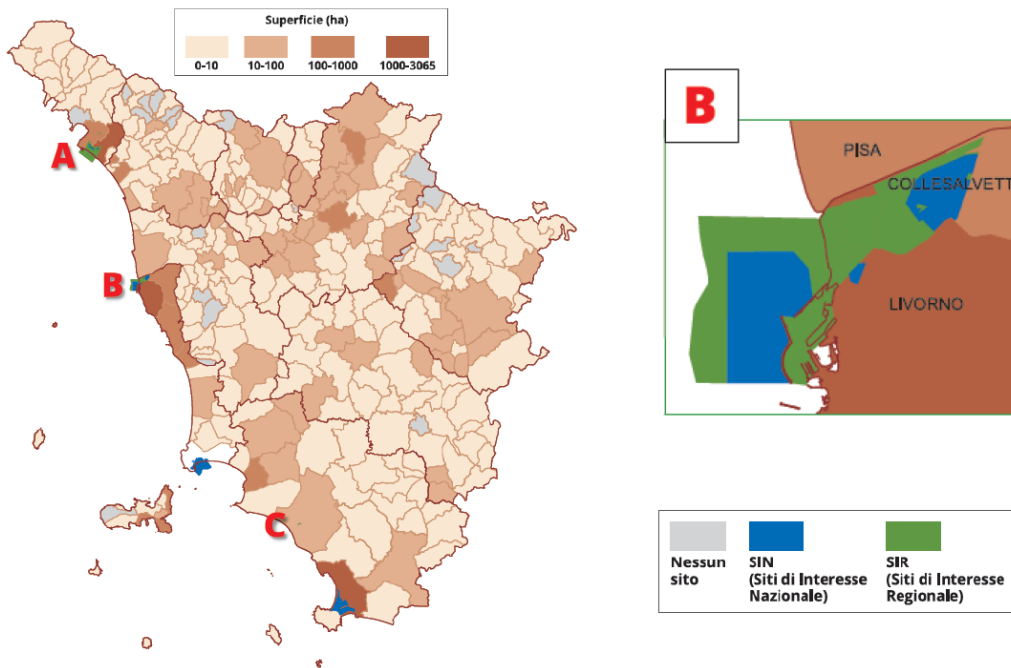 Superficie (ha)
0-10
10-100
100-1000
1000-3065
A
B
C
B
PISA
COLLESALVETT
LIVORNO
Nessun
sito
SIN
(Siti di Interesse
Nazionale)
SIR
(Siti di Interesse
Regionale)